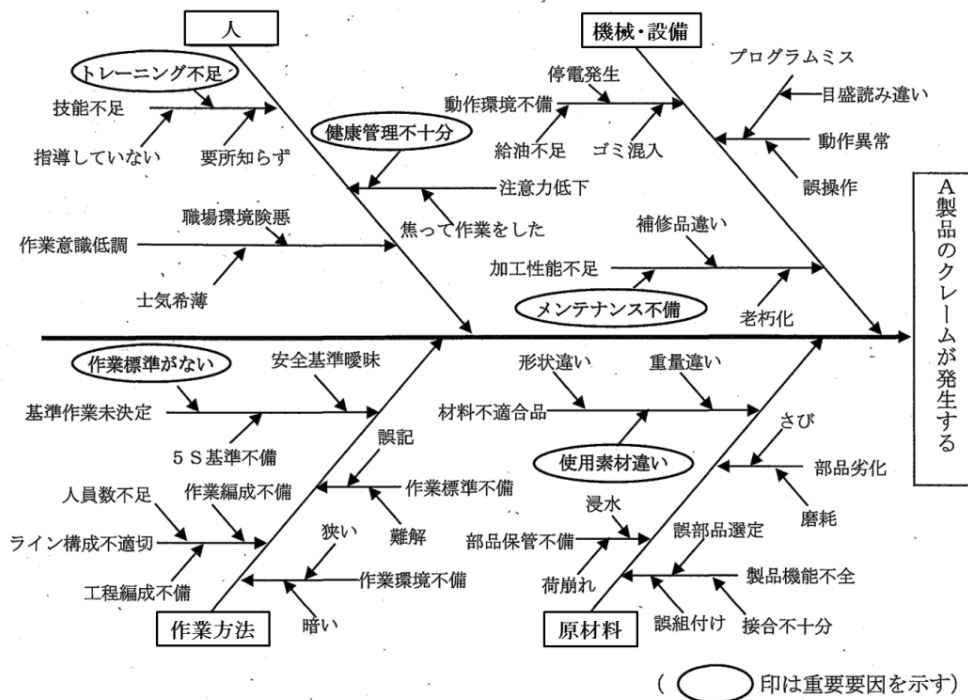 人
機械・設備
トレーニング不足
技能不足
指導していない
要所知らず
健康管理不十分
注意力低下
焦って作業をした
職場環境険悪
作業意識低調
士気希薄
停電発生
動作環境不備
給油不足
ゴミ混入
プログラムミス
目盛読み違い
動作異常
誤操作
補修品違い
加工性能不足
メンテナンス不備
老朽化
A製品のクレームが発生する
作業標準がない
安全基準曖昧
基準作業未決定
5S基準不備
誤記
作業標準不備
難解
人員数不足
作業編成不備
ライン構成不適切
工程編成不備
狭い
作業環境不備
暗い
作業方法
形状違い
重量違い
材料不適合品
使用素材違い
さび
部品劣化
磨耗
浸水
部品保管不備
荷崩れ
誤部品選定
製品機能不全
誤組付け
接合不十分
原材料
( 印は重要要因を示す)